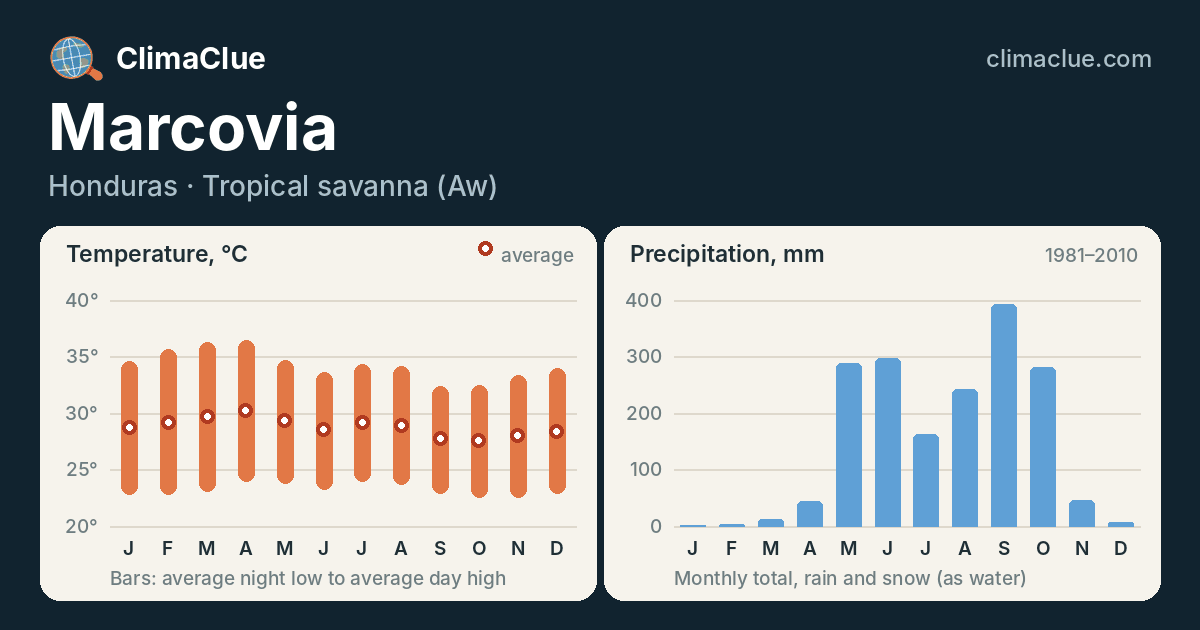 ClimaClue
climaclue.com
Marcovia
Honduras · Tropical savanna (Aw)
Temperature, °C
average
40°
35°
30°
25°
20°
J F M A M J J A S O N D
Bars: average night low to average day high
Precipitation, mm
1981–2010
400
300
200
100
0
J F M A M J J A S O N D
Monthly total, rain and snow (as water)